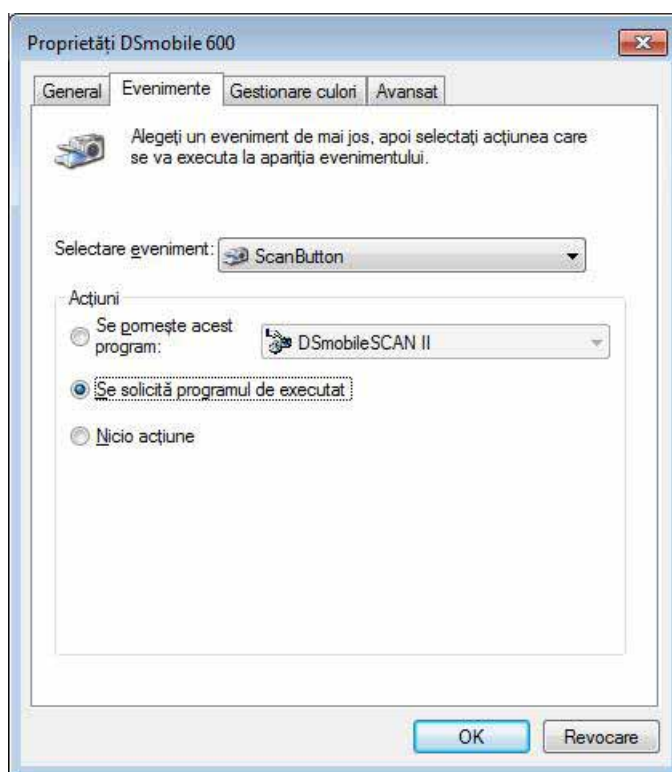 Proprietăți DSmobile 600
General Evenimente Gestionare culori Avansat
Alegeți un eveniment de mai jos, apoi selectați acțiunea care
se va executa la apariția evenimentului.
Selectare eveniment: ScanButton
Acțiuni
Se pornește acest
program: DSmobileSCAN II
Se solicită programul de executat
Nicio acțiune
OK Revocare